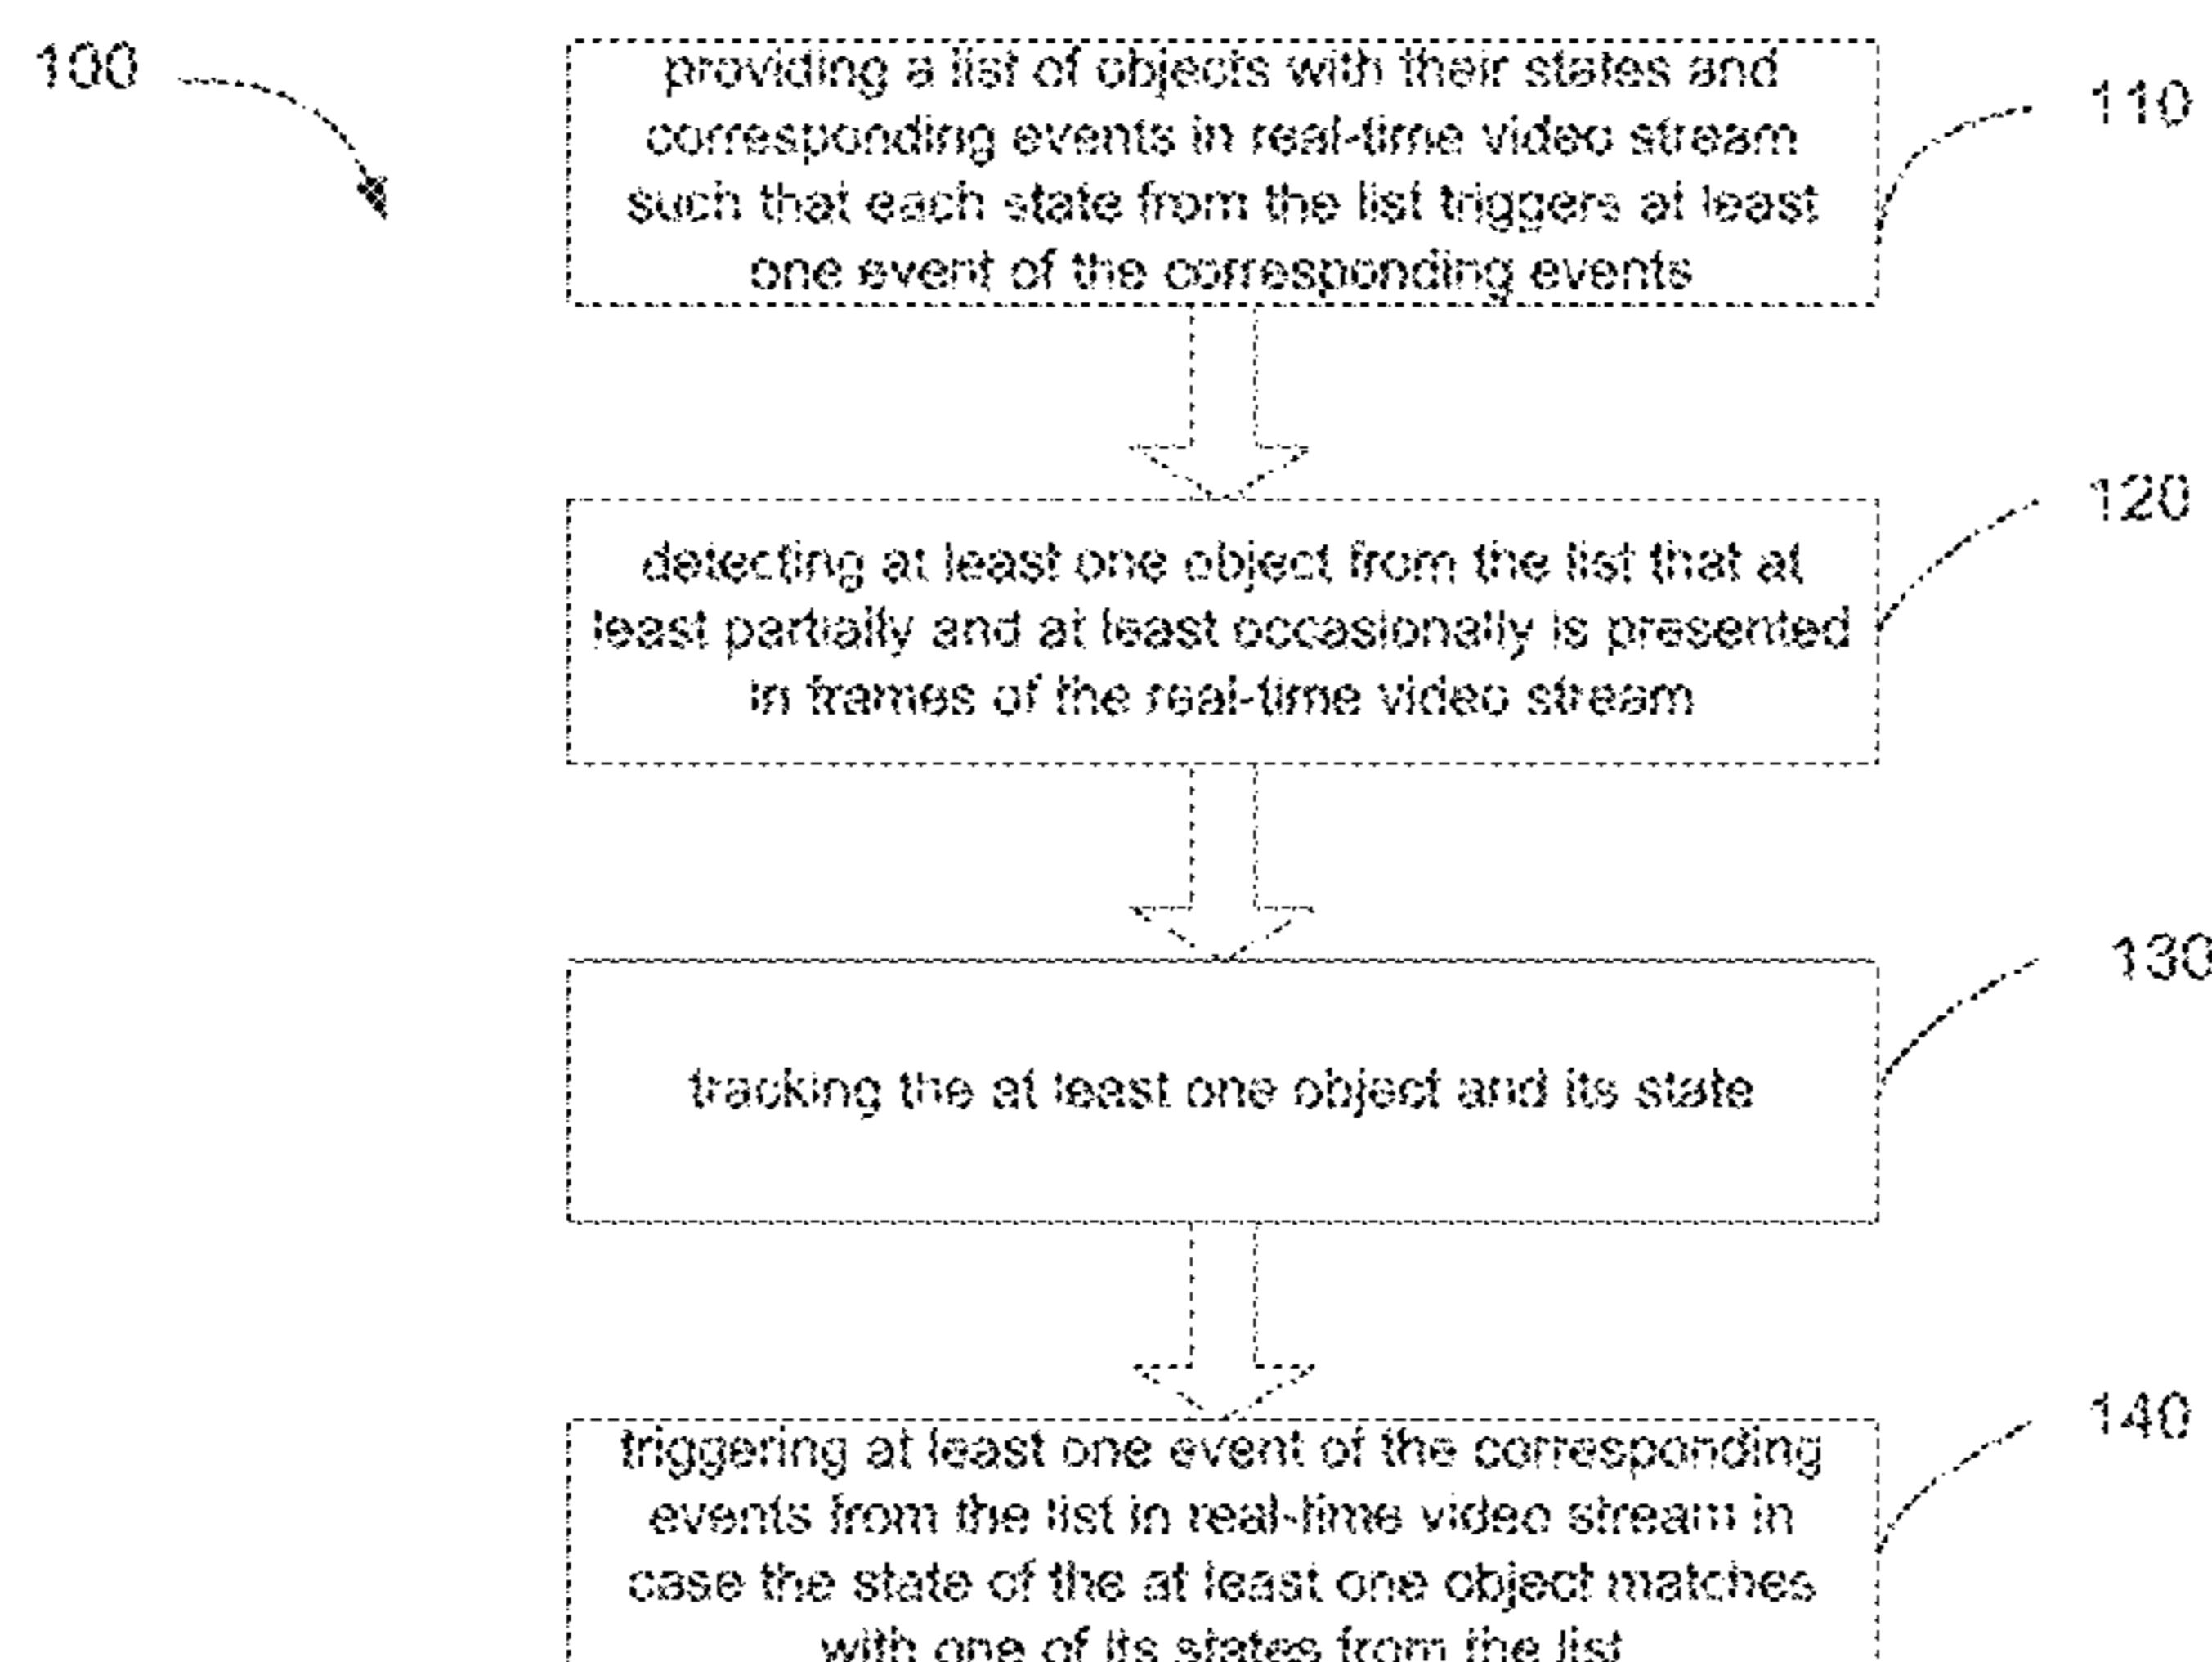 100
providing a list of objects with their states and
corresponding events in real-time video stream
such that each state from the list triggers at least
one event of the corresponding events
110
detecting at least one object from the list that at
least partially and at least occasionally is presented
in frames of the real-time video stream
120
tracking the at least one object and its state
130
triggering at least one event of the corresponding
events from the list in real-time video stream in
case the state of the at least one object matches
with one of its states from the list
140